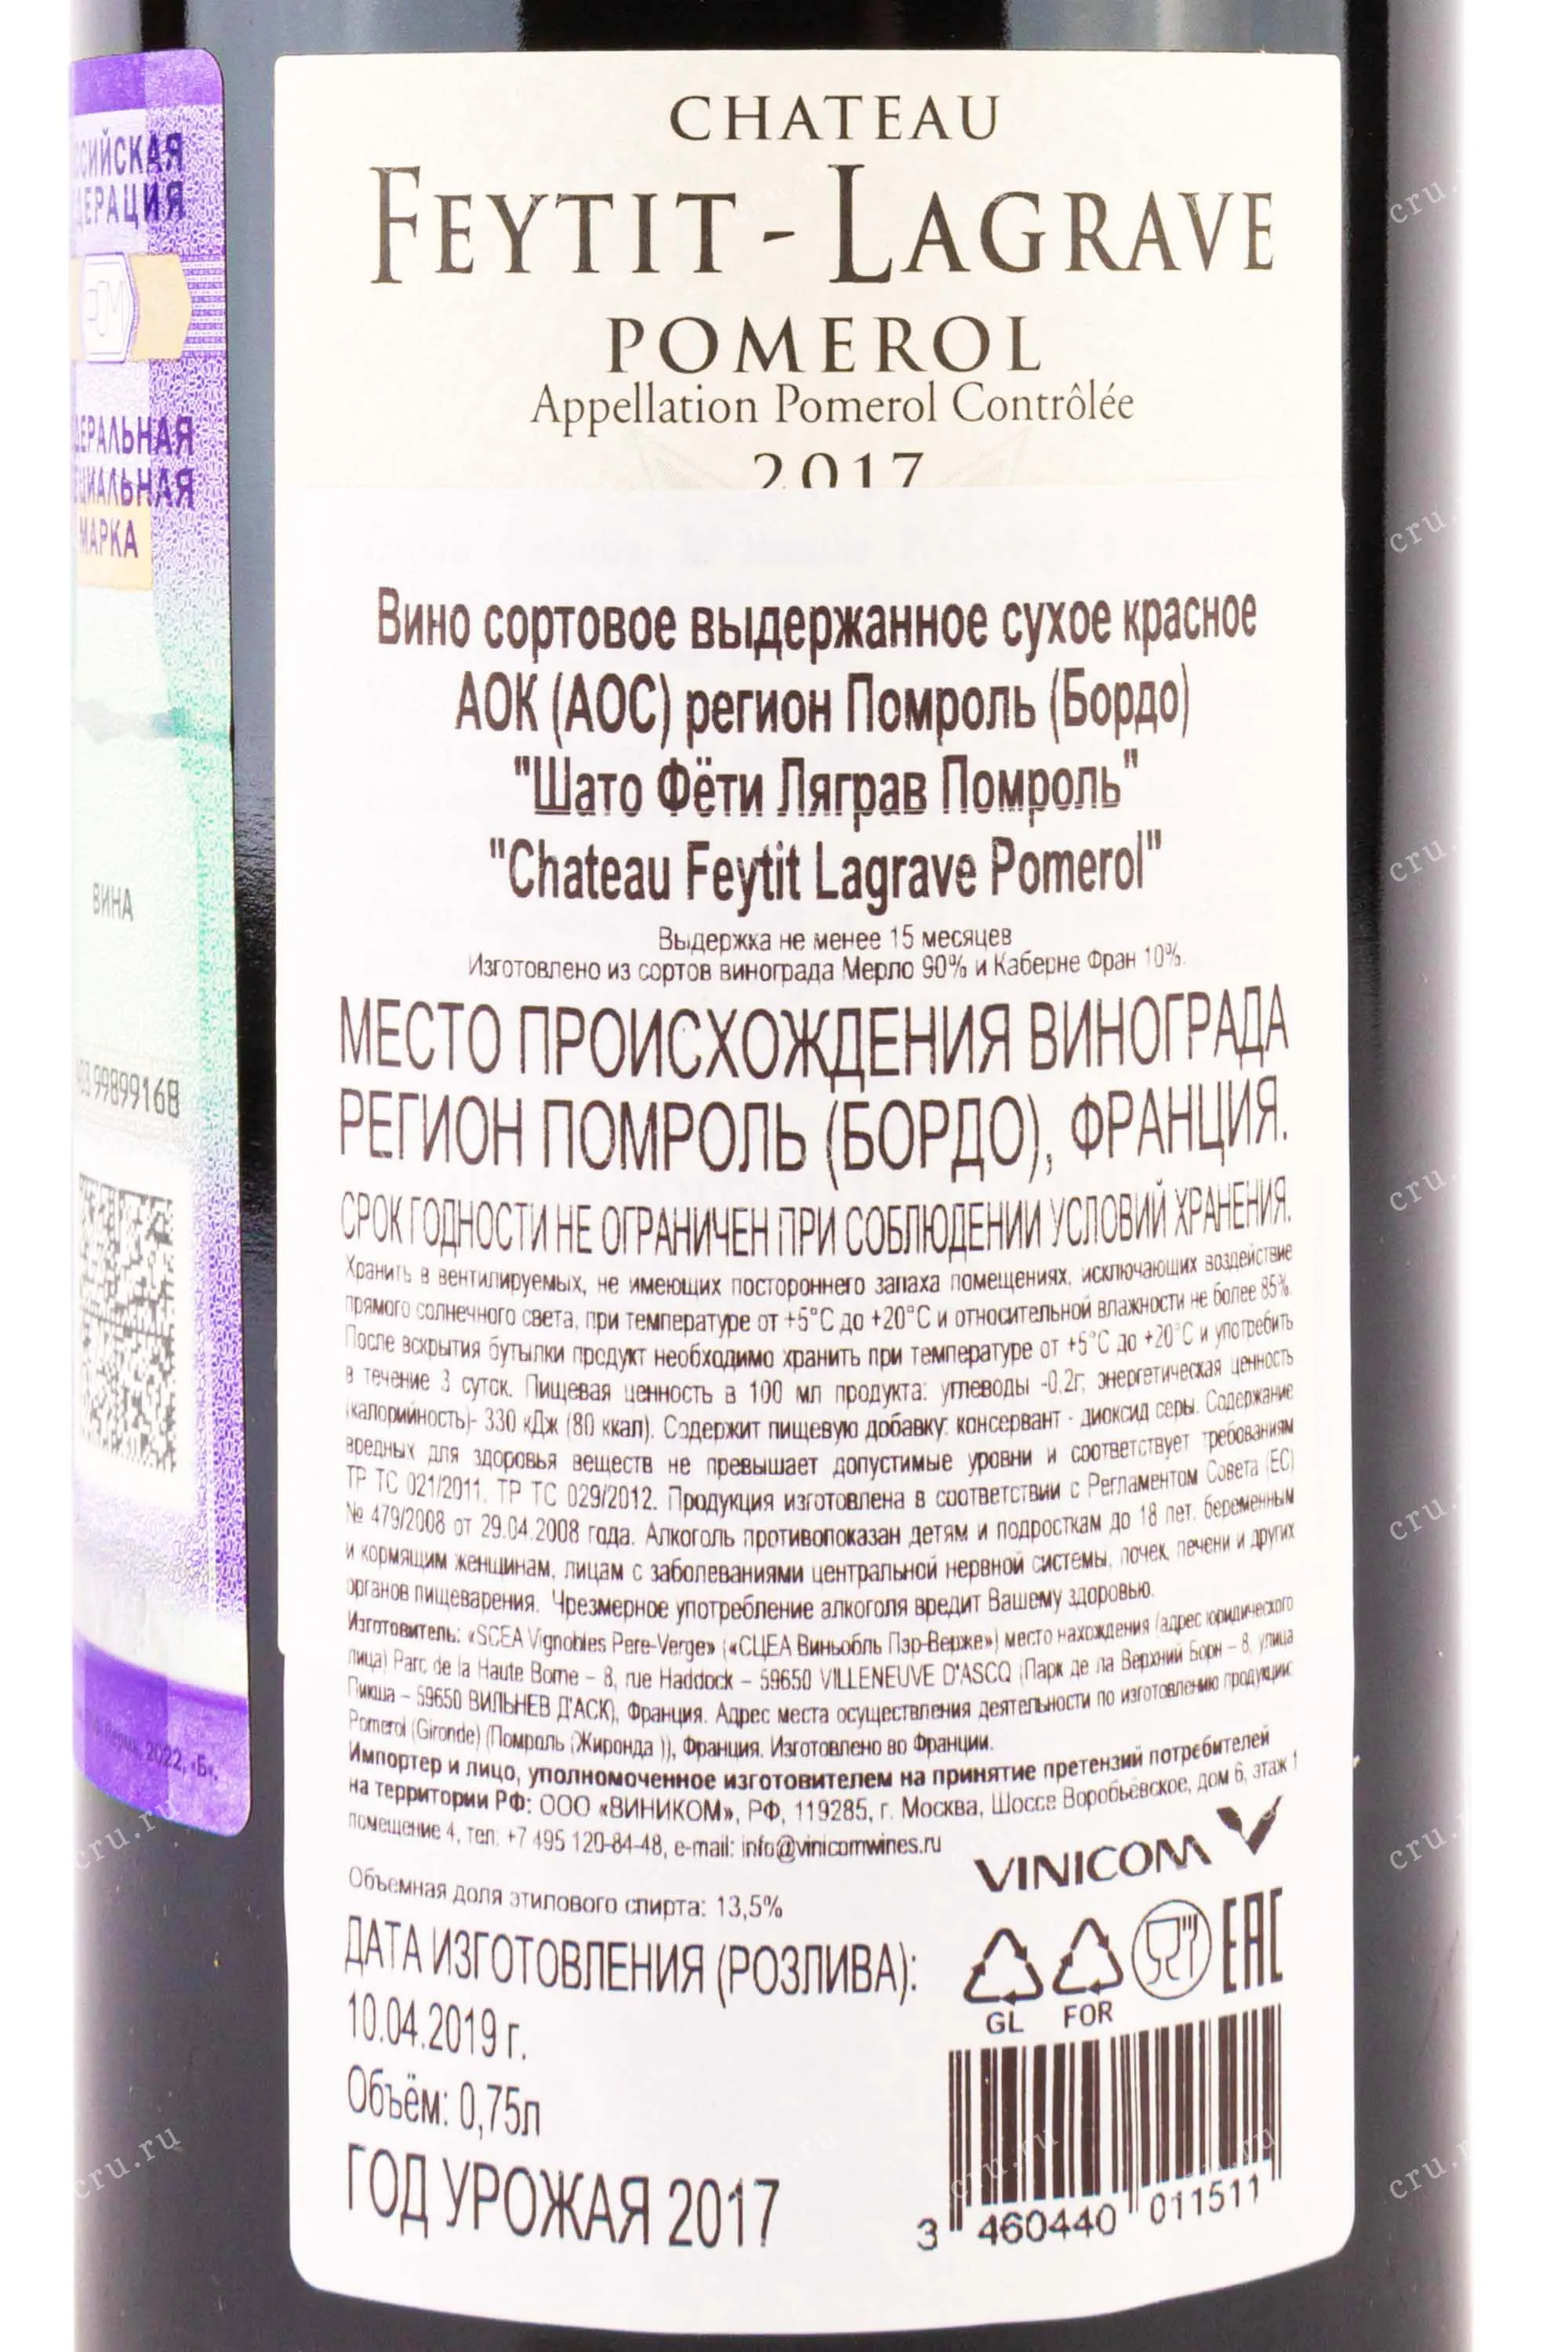 CHATEAU
FEYTIT-LAGRAVE
POMEROL
Appellation Pomerol Contrôlée
2017
Вино сортовое выдержанное сухое красное
АОК (АОС) регион Помроль (Бордо)
"Шато Фёти Ляграв Помроль"
"Chateau Feytit Lagrave Pomerol"
Выдержка не менее 15 месяцев
Изготовлено из сортов винограда Мерло 90% и Каберне Фран 10%.
МЕСТО ПРОИСХОЖДЕНИЯ ВИНОГРАДА
РЕГИОН ПОМРОЛЬ (БОРДО), ФРАНЦИЯ.
СРОК ГОДНОСТИ НЕ ОГРАНИЧЕН ПРИ СОБЛЮДЕНИИ УСЛОВИЙ ХРАНЕНИЯ.
Хранить в вентилируемых, не имеющих постороннего запаха помещениях, исключающих воздействие
прямого солнечного света, при температуре от +5°С до +20°С и относительной влажности не более 85%.
После вскрытия бутылки продукт необходимо хранить при температуре от +5°С до +20°С и употребить
в течение 3 суток. Пищевая ценность в 100 мл продукта: углеводы -0,2г, энергетическая ценность
(калорийность)- 330 кДж (80 ккал). Содержит пищевую добавку: консервант - диоксид серы. Содержание
вредных для здоровья веществ не превышает допустимые уровни и соответствует требованиям
ТР ТС 021/2011, ТР ТС 029/2012. Продукция изготовлена в соответствии с Регламентом Совета (ЕС)
№ 479/2008 от 29.04.2008 года. Алкоголь противопоказан детям и подросткам до 18 лет, беременным
и кормящим женщинам, лицам с заболеваниями центральной нервной системы, почек, печени и других
органов пищеварения. Чрезмерное употребление алкоголя вредит Вашему здоровью.
Изготовитель: «SCEA Vignobles Pere-Verge» («СЦЕА Виньобль Пэр-Верже») место нахождения (адрес юридического
лица) Parc de la Haute Borne – 8, rue Haddock – 59650 VILLENEUVE D'ASCQ (Парк де ла Верхний Борн – 8, улица
Пикша – 59650 ВИЛЬНЕВ Д'АСК), Франция. Адрес места осуществления деятельности по изготовлению продукции:
Pomerol (Gironde) (Помроль (Жиронда )), Франция. Изготовлено во Франции.
Импортер и лицо, уполномоченное изготовителем на принятие претензий потребителей
на территории РФ: ООО «ВИНИКОМ», РФ, 119285, г. Москва, Шоссе Воробьёвское, дом 6, этаж 1
помещение 4, тел: +7 495 120-84-48, e-mail: info@vinicomwines.ru
VINICOM
Объемная доля этилового спирта: 13,5%
ДАТА ИЗГОТОВЛЕНИЯ (РОЗЛИВА):
10.04.2019 г.
Объём: 0,75л
ГОД УРОЖАЯ 2017
GL FOR
EAC
3 460440 011511
СИЙСКАЯ
ДЕРАЦИЯ
ДЕРАЛЬНАЯ
ЦИАЛЬНАЯ
МАРКА
ВИНА
99899168
2022, «Б».
cru.ru